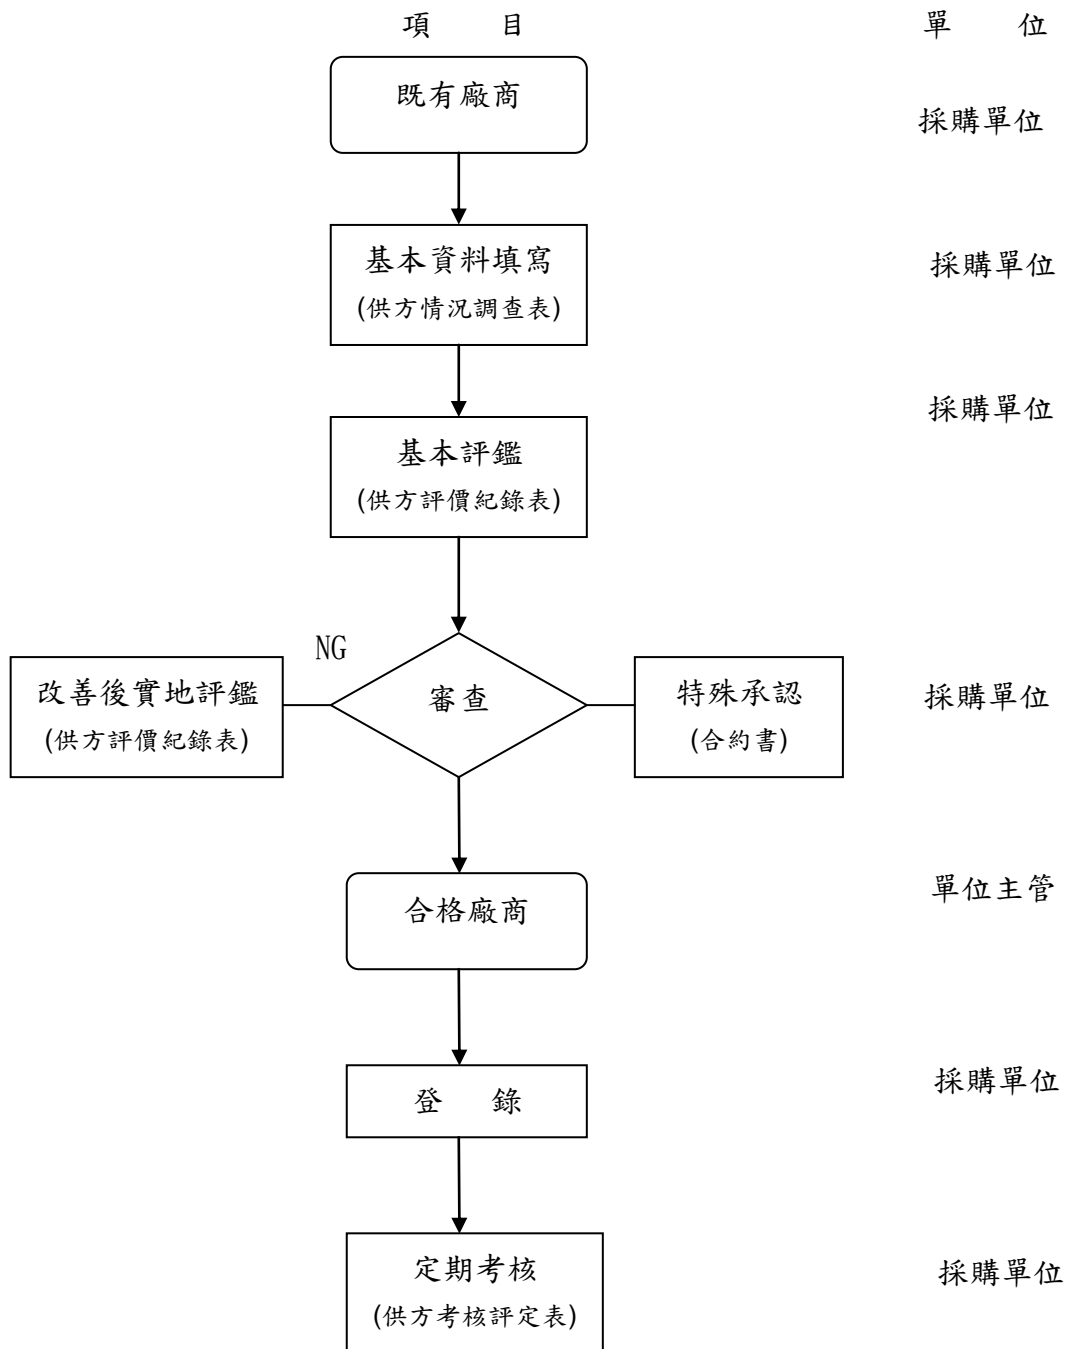 項 目 單 位
既有廠商
採購單位
基本資料填寫
採購單位
(供方情況調查表)
採購單位
基本評鑑
(供方評價紀錄表)
NG
改善後實地評鑑
審查
特殊承認
採購單位
(供方評價紀錄表)
(合約書)
單位主管
合格廠商
登 錄
採購單位
定期考核
採購單位
(供方考核評定表)